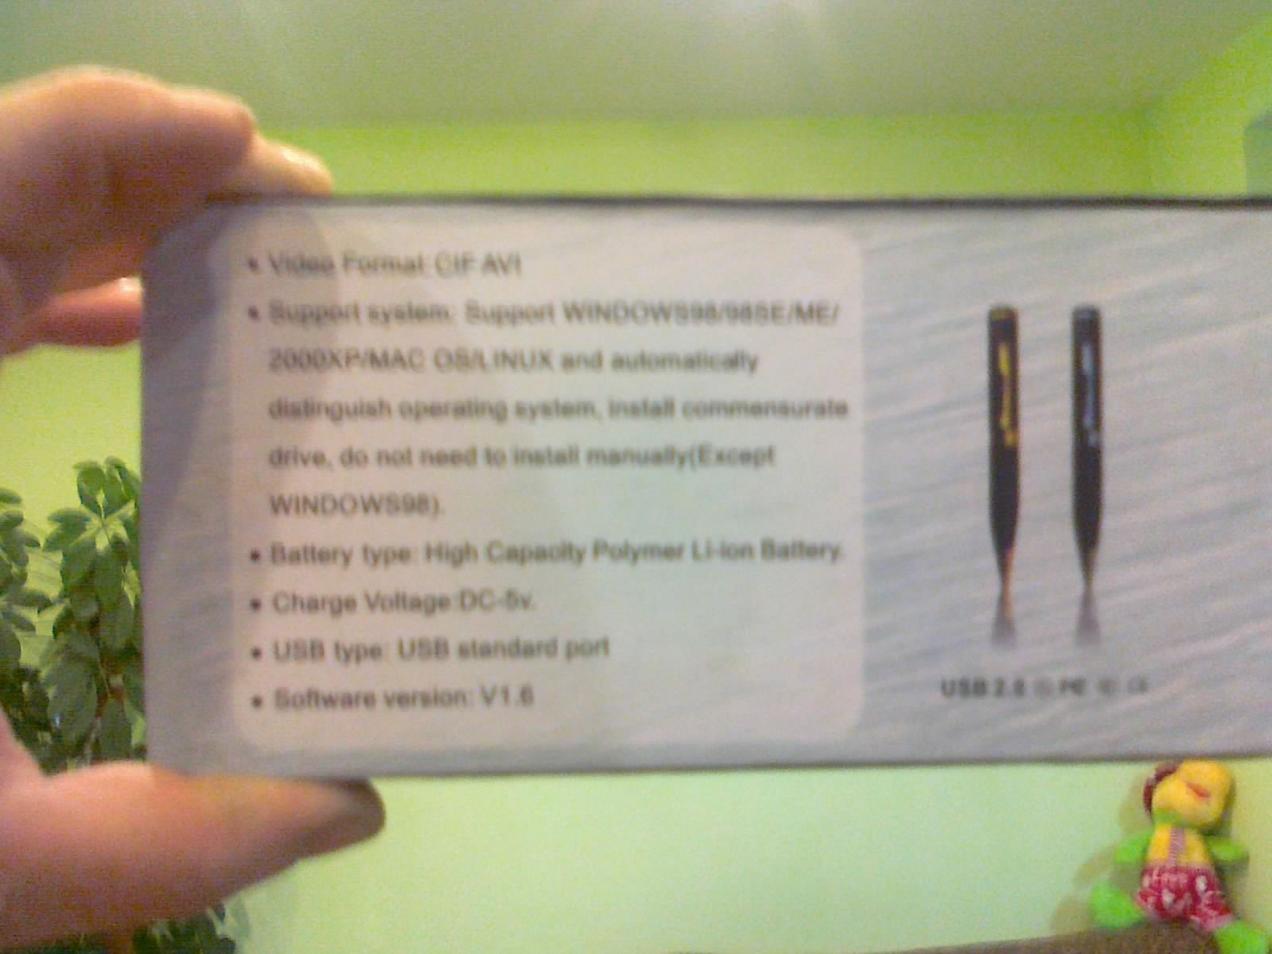 • Video Format: CIF AVI
• Support system: Support WINDOWS98/98SE/ME/
2000XP/MAC OS/LINUX and automatically
distinguish operating system, install commensurate
drive, do not need to install manually(Except
WINDOWS98).
• Battery type: High Capacity Polymer Li-ion Battery.
• Charge Voltage:DC-5v.
• USB type: USB standard port
• Software version: V1.6
USB